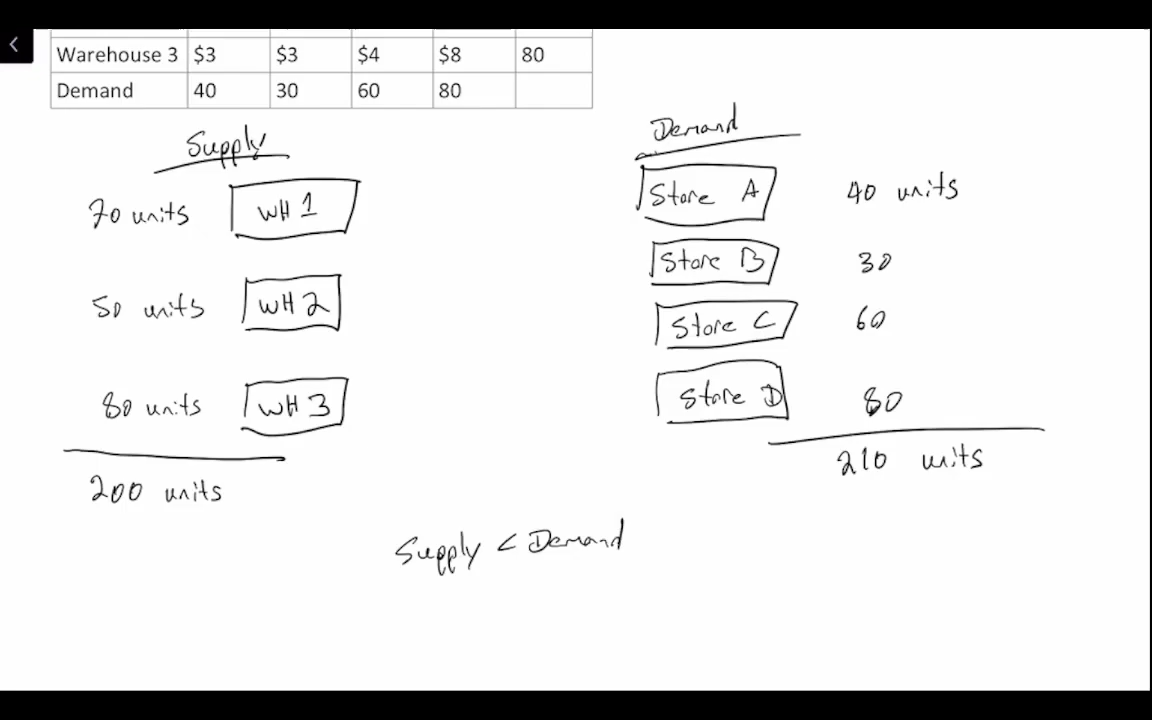 Warehouse 3 $3 $3 $4 $8 80
Demand 40 30 60 80
Supply
Demand
70 units WH 1
Store A 40 units
Store B 30
50 units WH 2
Store C 60
80 units WH 3
Store D 80
200 units
210 units
Supply < Demand